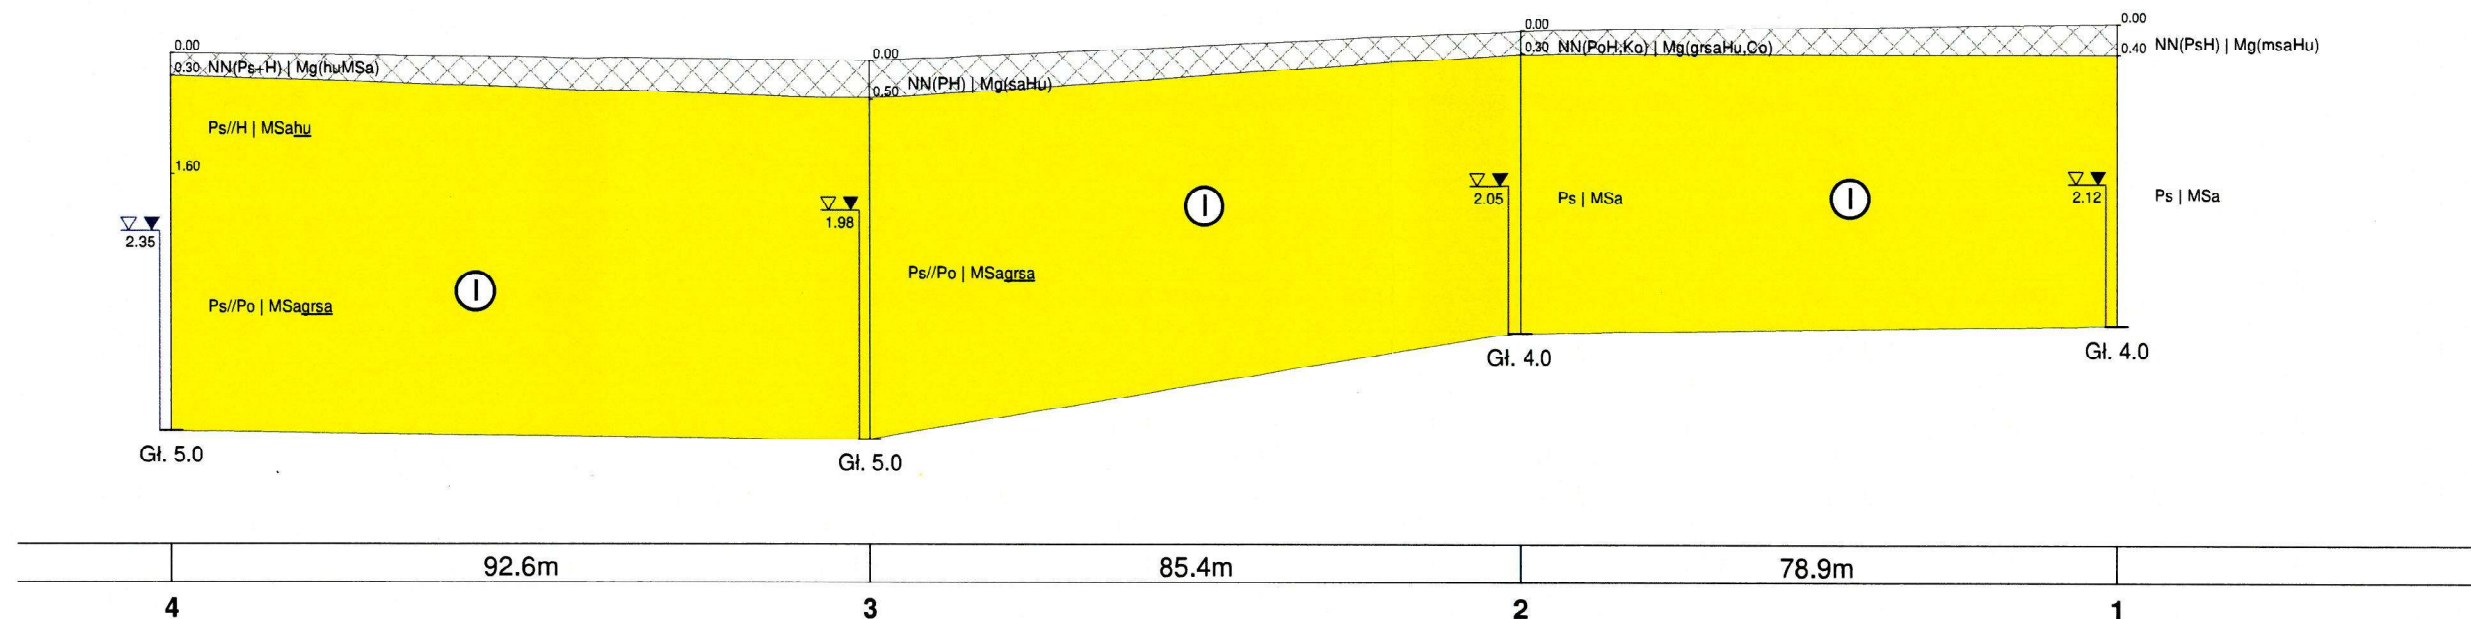 0.00
0.30 NN(Ps+H) | Mg(huMSa)
Ps//H | MSahu
1.60
2.35
Ps//Po | MSagrsa
I
Gł. 5.0
0.00
NN(PH) | Mg(saHu)
0.50
1.98
Ps//Po | MSagrsa
I
Gł. 5.0
0.00
0.30 NN(PoH,Ko) | Mg(grsaHu,Co)
2.05
Ps | MSa
I
Gł. 4.0
0.00
0.40 NN(PsH) | Mg(msaHu)
2.12
Ps | MSa
Gł. 4.0
92.6m 85.4m 78.9m
4 3 2 1